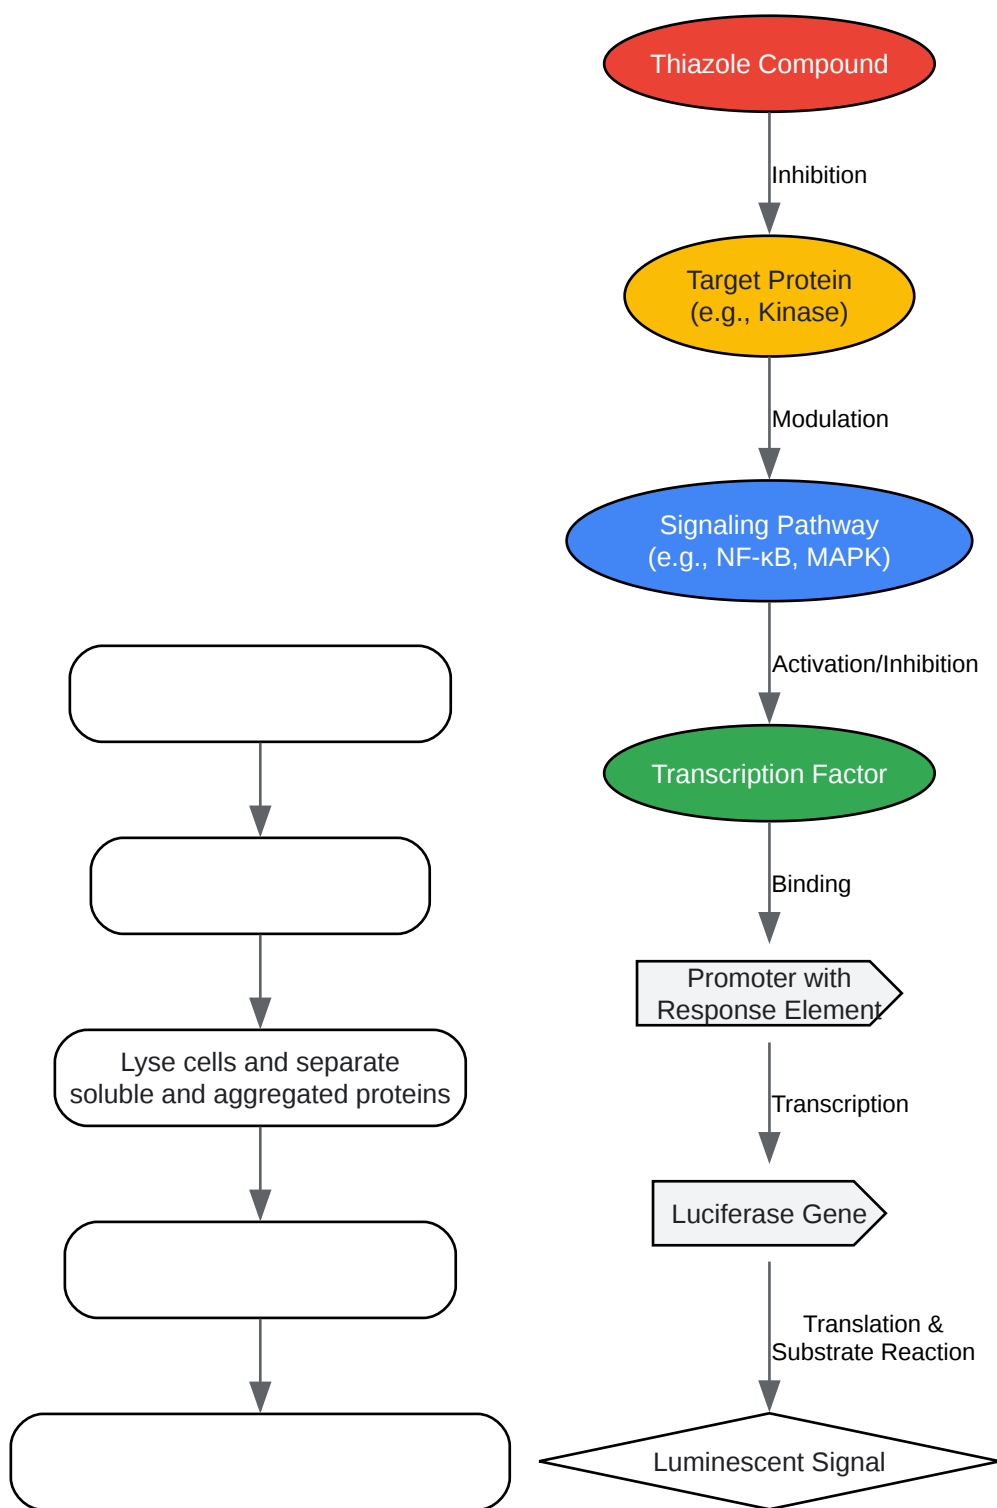 Thiazole Compound
Inhibition
Target Protein
(e.g., Kinase)
Modulation
Signaling Pathway
(e.g., NF-κB, MAPK)
Activation/Inhibition
Transcription Factor
Binding
Promoter with
Response Element
Lyse cells and separate
soluble and aggregated proteins
Transcription
Luciferase Gene
Translation &
Substrate Reaction
Luminescent Signal